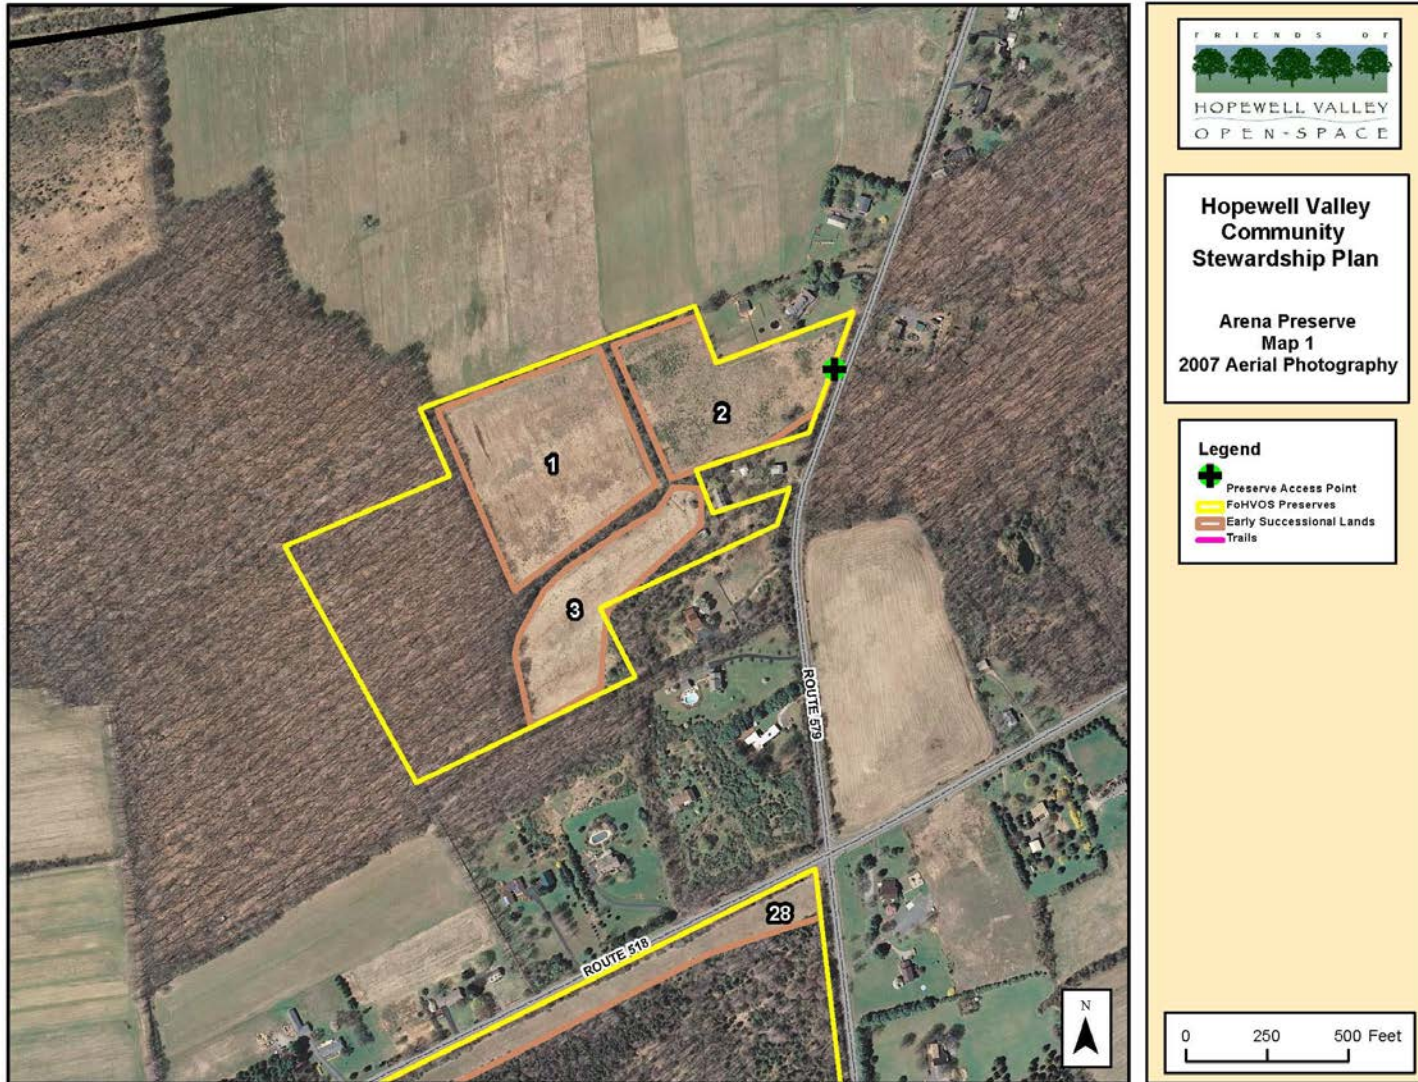 1
2
3
28
ROUTE 579
ROUTE 518
N
FRIENDS OF
HOPEWELL VALLEY
OPEN-SPACE
Hopewell Valley
Community
Stewardship Plan
Arena Preserve
Map 1
2007 Aerial Photography
Legend
Preserve Access Point
FoHVOS Preserves
Early Successional Lands
Trails
0 250 500 Feet